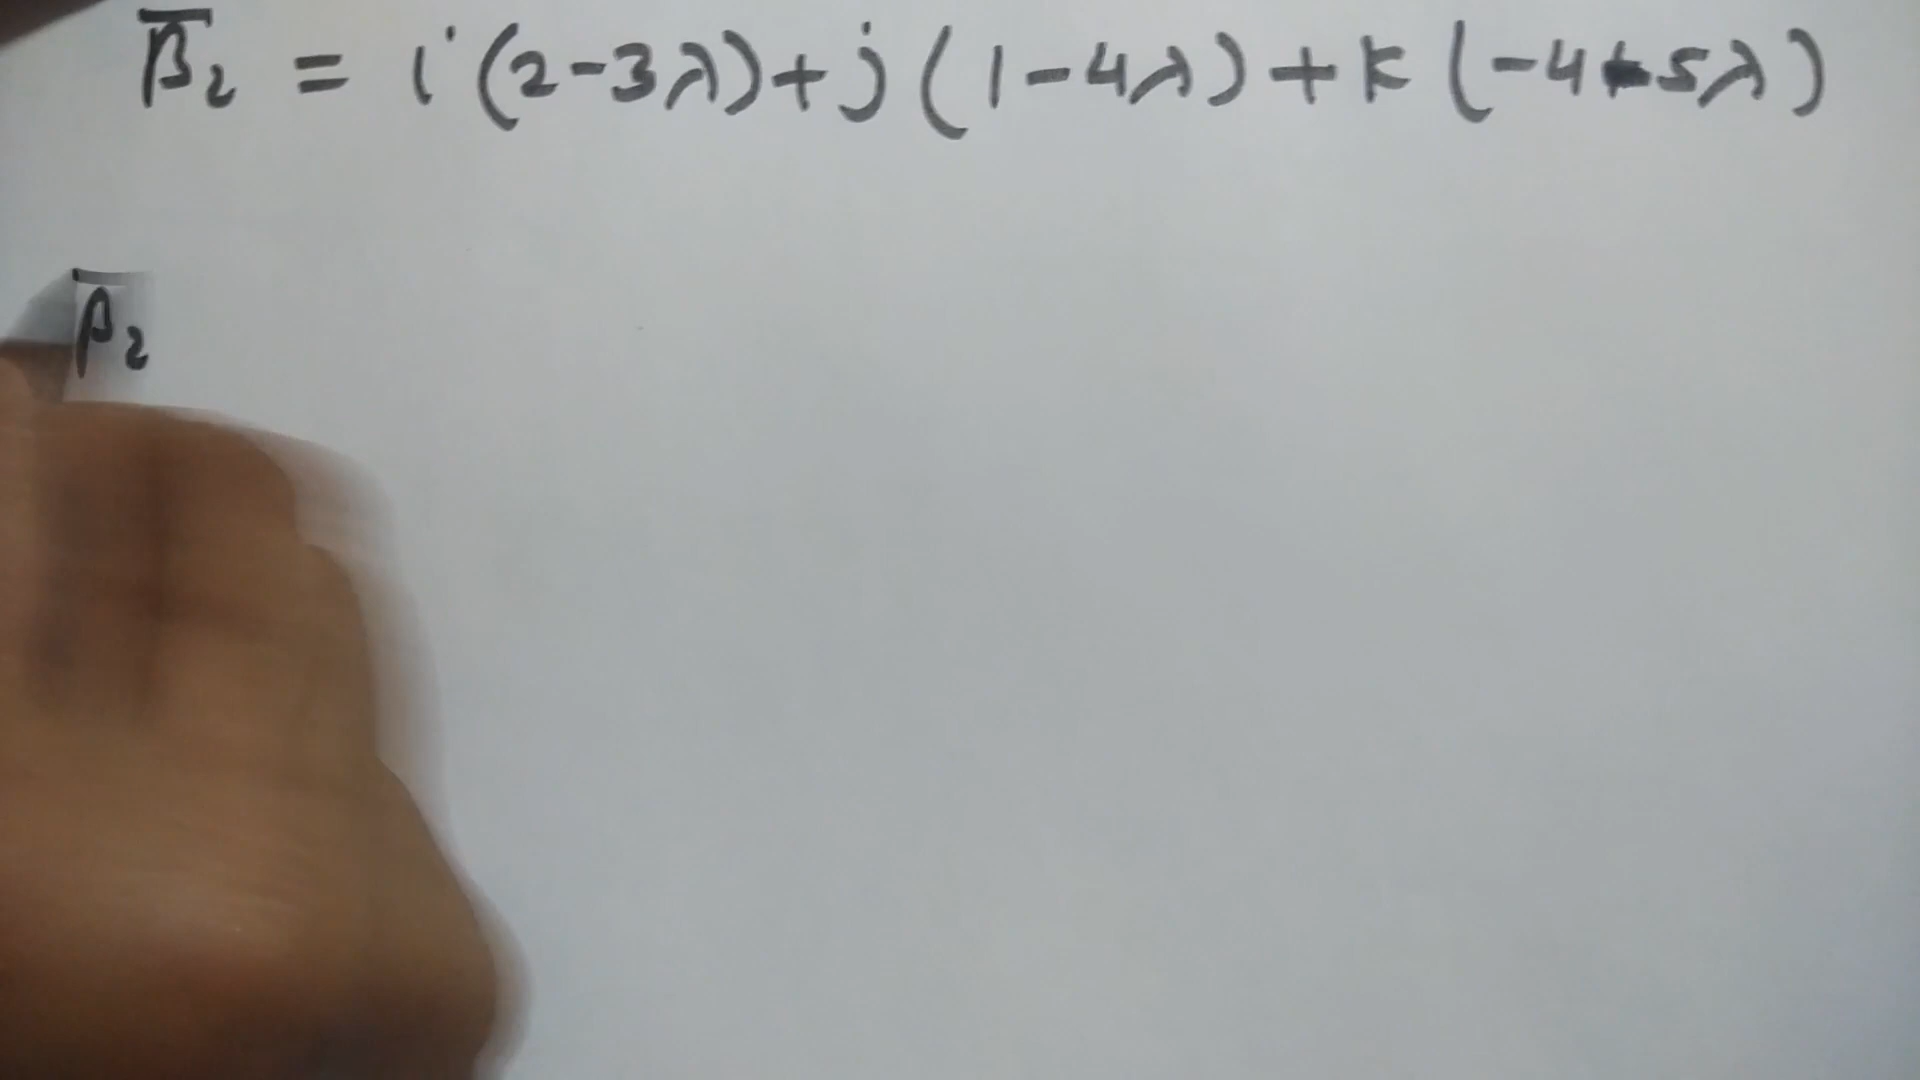 β̅₂ = i(2-3λ)+j(1-4λ)+k(-4+5λ)
β̅₂